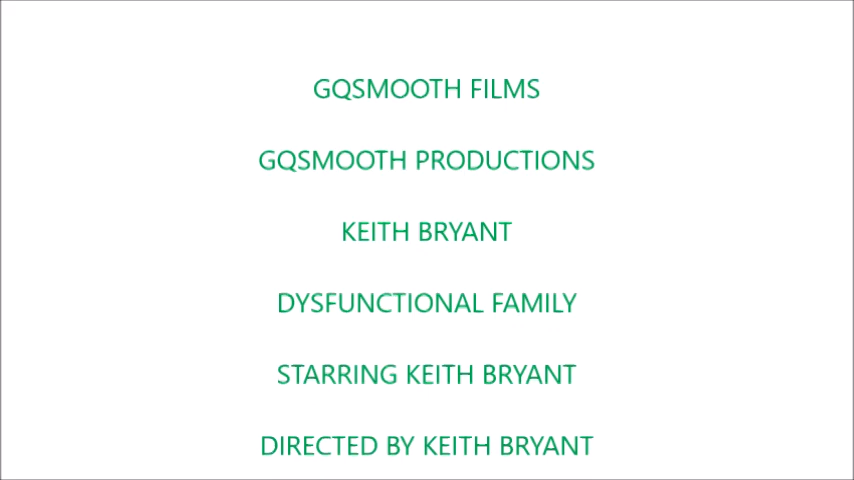 GQSMOOTH FILMS
GQSMOOTH PRODUCTIONS
KEITH BRYANT
DYSFUNCTIONAL FAMILY
STARRING KEITH BRYANT
DIRECTED BY KEITH BRYANT